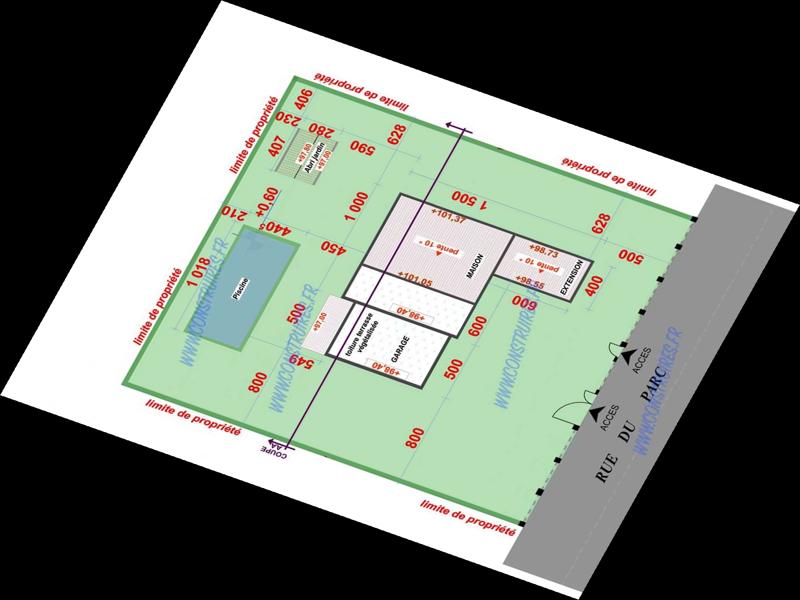 limite de propriété
limite de propriété
406
230
280
407
+97,80
+97,00
Abri jardin
590
628
limite de propriété
628
500
1 500
1 000
+0,60
210
440
450
+101,37
pente 10 -
MAISON
+98,73
pente 10 -
+98,55
EXTENSION
400
600
+101,05
+98,40
1 018
Piscine
WWW.CONSTRUIRES.FR
limite de propriété
500
+97,00
WWW.CONSTRUIRES.FR
549
toiture terrasse
végétalisée
GARAGE
+98,40
600
500
WWW.CONSTRUIRES.FR
800
800
ACCES
ACCES
RUE DU PARC
WWW.CONSTRUIRES.FR
limite de propriété
COUPE
AA
limite de propriété